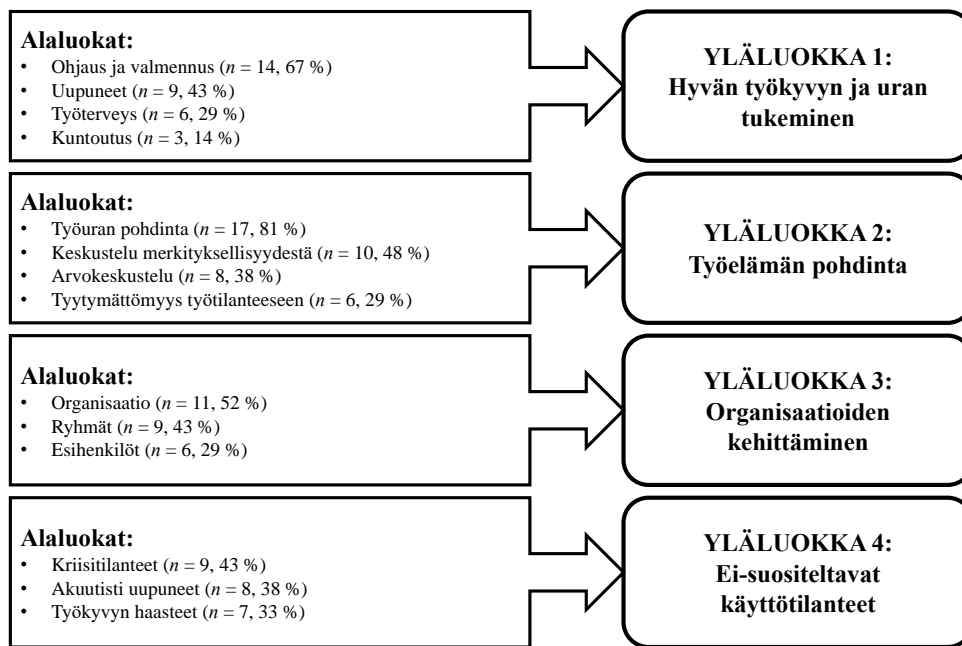 Alaluokat:
• Ohjaus ja valmennus (n = 14, 67 %)
• Uupuneet (n = 9, 43 %)
• Työterveys (n = 6, 29 %)
• Kuntoutus (n = 3, 14 %)
YLÄLUOKKA 1:
Hyvän työkyvyn ja uran
tukeminen
Alaluokat:
• Työuran pohdinta (n = 17, 81 %)
• Keskustelu merkityksellisyydestä (n = 10, 48 %)
• Arvokeskustelu (n = 8, 38 %)
• Tyytymättömyys työtilanteeseen (n = 6, 29 %)
YLÄLUOKKA 2:
Työelämän pohdinta
Alaluokat:
• Organisaatio (n = 11, 52 %)
• Ryhmät (n = 9, 43 %)
• Esihenkilöt (n = 6, 29 %)
YLÄLUOKKA 3:
Organisaatioiden
kehittäminen
Alaluokat:
• Kriisitilanteet (n = 9, 43 %)
• Akuutisti uupuneet (n = 8, 38 %)
• Työkyvyn haasteet (n = 7, 33 %)
YLÄLUOKKA 4:
Ei-suositeltavat
käyttötilanteet